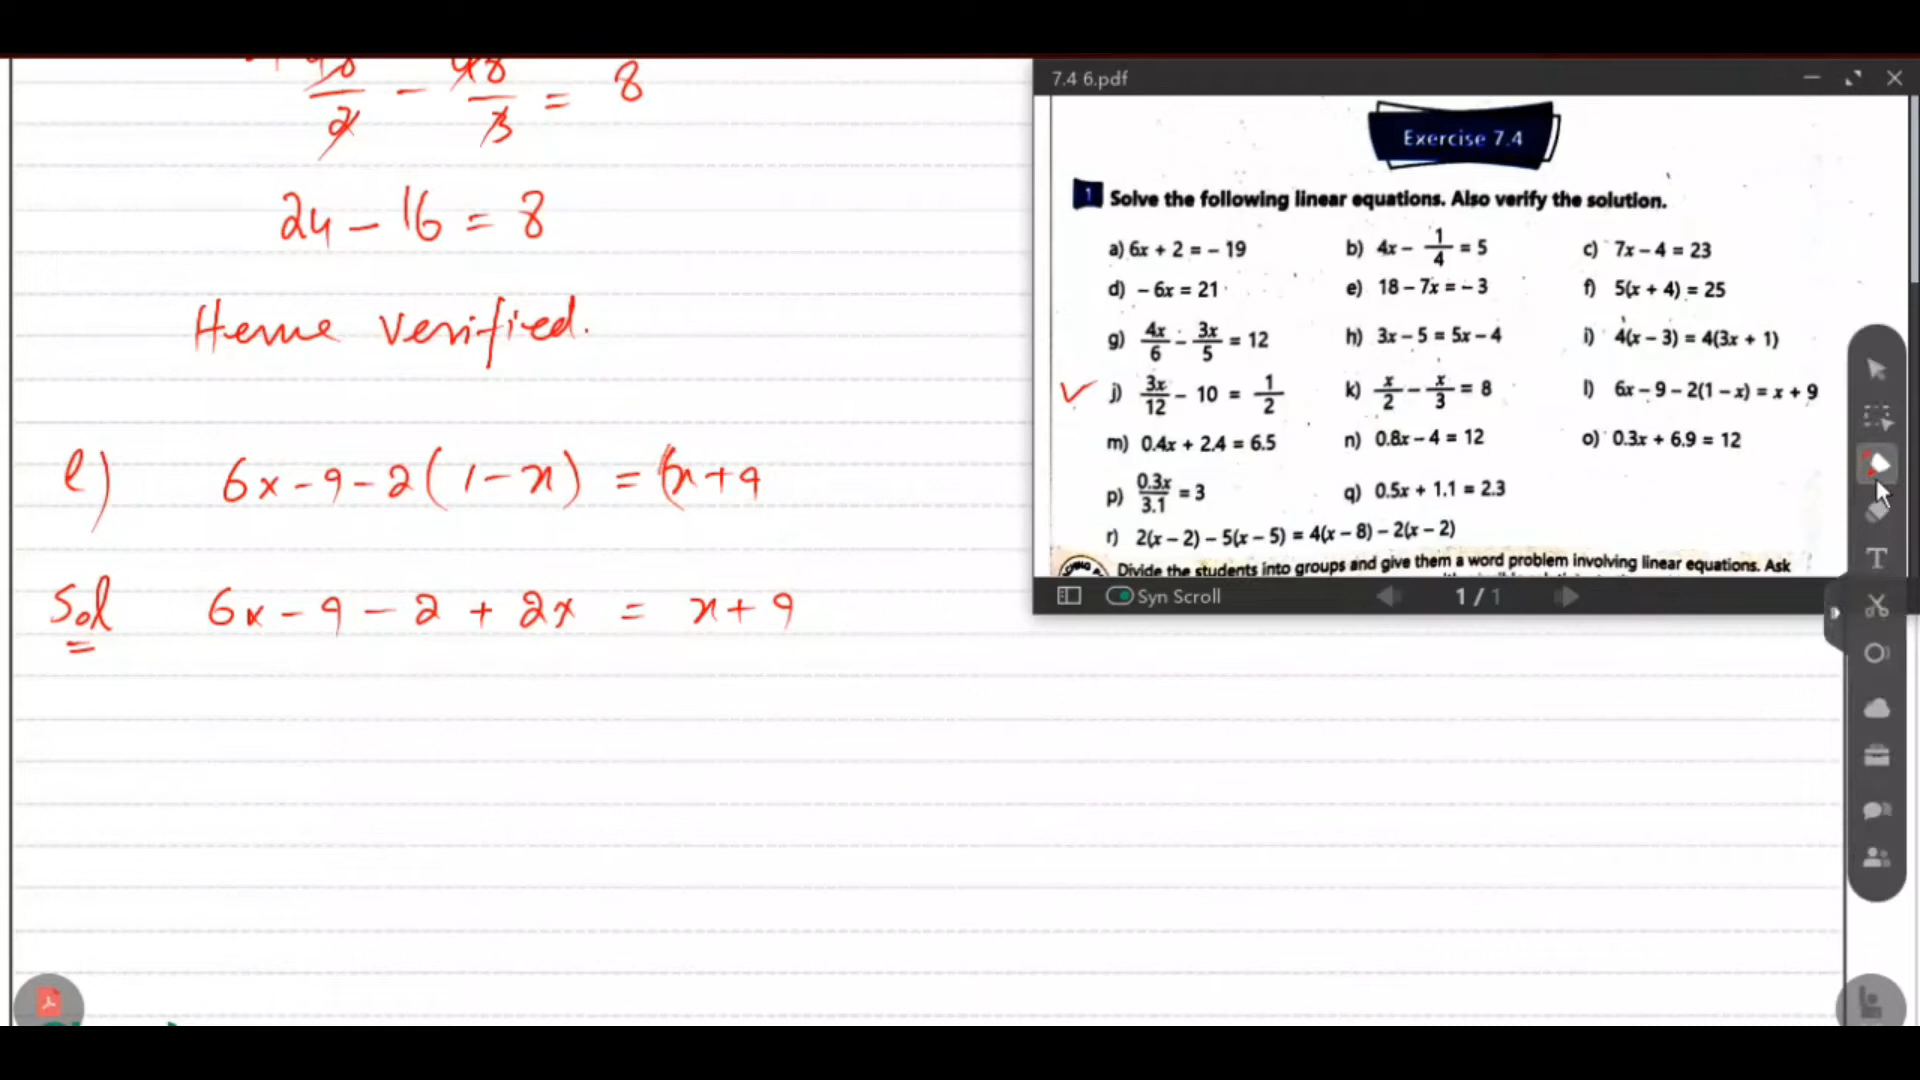 48/2 - 48/3 = 8
24 - 16 = 8
Hence Verified.
l) 6x - 9 - 2(1 - x) = x + 9
Sol 6x - 9 - 2 + 2x = x + 9
7.4 6.pdf
Exercise 7.4
1 Solve the following linear equations. Also verify the solution.
a) 6x + 2 = – 19 b) 4x – 1/4 = 5 c) 7x – 4 = 23
d) – 6x = 21 e) 18 – 7x = – 3 f) 5(x + 4) = 25
g) 4x/6 – 3x/5 = 12 h) 3x – 5 = 5x – 4 i) 4(x – 3) = 4(3x + 1)
✓ j) 3x/12 – 10 = 1/2 k) x/2 – x/3 = 8 l) 6x – 9 – 2(1 – x) = x + 9
m) 0.4x + 2.4 = 6.5 n) 0.8x – 4 = 12 o) 0.3x + 6.9 = 12
p) 0.3x/3.1 = 3 q) 0.5x + 1.1 = 2.3
r) 2(x – 2) – 5(x – 5) = 4(x – 8) – 2(x – 2)
Divide the students into groups and give them a word problem involving linear equations. Ask
Syn Scroll 1 / 1